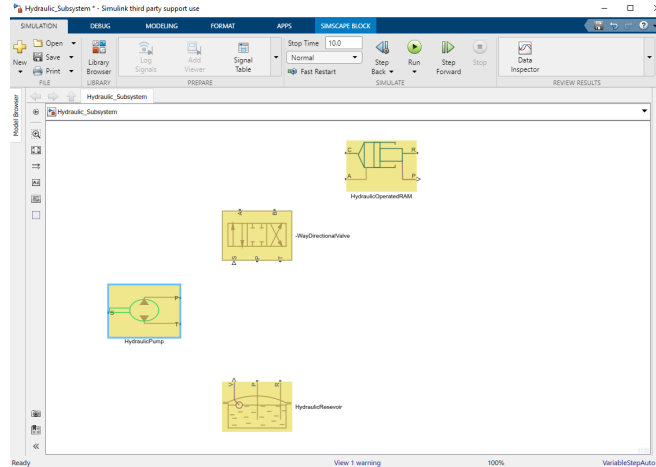 Hydraulic_Subsystem * - Simulink third party support use
SIMULATION DEBUG MODELING FORMAT APPS SIMSCAPE BLOCK
New
Open
Save
Print
FILE
Library Browser
LIBRARY
Log Signals
Add Viewer
Signal Table
PREPARE
Stop Time 10.0
Normal
Fast Restart
Step Back
Run
Step Forward
Stop
SIMULATE
Data Inspector
REVIEW RESULTS
Model Browser
Hydraulic_Subsystem
Hydraulic_Subsystem
C R
A P
HydraulicOperatedRAM
A B
-WayDirectionalValve
S P T
P
S
T
HydraulicPump
V P R
HydraulicResevoir
Ready View 1 warning 100% VariableStepAuto